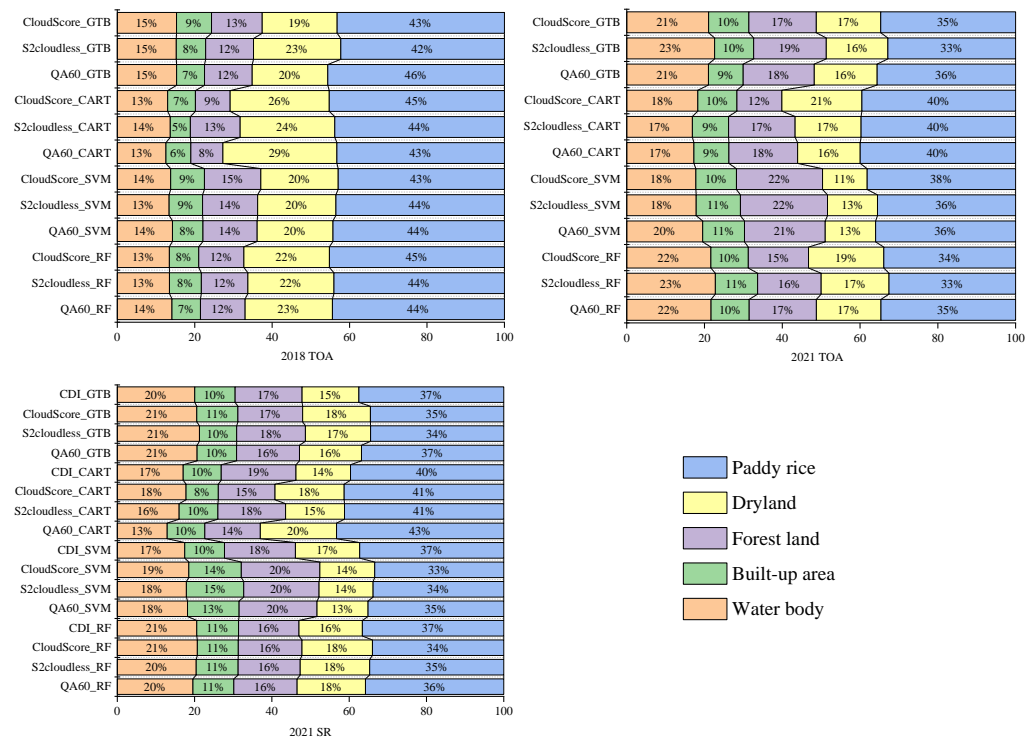 CloudScore_GTB 15% 9% 13% 19% 43%
S2cloudless_GTB 15% 8% 12% 23% 42%
QA60_GTB 15% 7% 12% 20% 46%
CloudScore_CART 13% 7% 9% 26% 45%
S2cloudless_CART 14% 5% 13% 24% 44%
QA60_CART 13% 6% 8% 29% 43%
CloudScore_SVM 14% 9% 15% 20% 43%
S2cloudless_SVM 13% 9% 14% 20% 44%
QA60_SVM 14% 8% 14% 20% 44%
CloudScore_RF 13% 8% 12% 22% 45%
S2cloudless_RF 13% 8% 12% 22% 44%
QA60_RF 14% 7% 12% 23% 44%
0 20 40 60 80 100
2018 TOA
CloudScore_GTB 21% 10% 17% 17% 35%
S2cloudless_GTB 23% 10% 19% 16% 33%
QA60_GTB 21% 9% 18% 16% 36%
CloudScore_CART 18% 10% 12% 21% 40%
S2cloudless_CART 17% 9% 17% 17% 40%
QA60_CART 17% 9% 18% 16% 40%
CloudScore_SVM 18% 10% 22% 11% 38%
S2cloudless_SVM 18% 11% 22% 13% 36%
QA60_SVM 20% 11% 21% 13% 36%
CloudScore_RF 22% 10% 15% 19% 34%
S2cloudless_RF 23% 11% 16% 17% 33%
QA60_RF 22% 10% 17% 17% 35%
0 20 40 60 80 100
2021 TOA
CDI_GTB 20% 10% 17% 15% 37%
CloudScore_GTB 21% 11% 17% 18% 35%
S2cloudless_GTB 21% 10% 18% 17% 34%
QA60_GTB 21% 10% 16% 16% 37%
CDI_CART 17% 10% 19% 14% 40%
CloudScore_CART 18% 8% 15% 18% 41%
S2cloudless_CART 16% 10% 18% 15% 41%
QA60_CART 13% 10% 14% 20% 43%
CDI_SVM 17% 10% 18% 17% 37%
CloudScore_SVM 19% 14% 20% 14% 33%
S2cloudless_SVM 18% 15% 20% 14% 34%
QA60_SVM 18% 13% 20% 13% 35%
CDI_RF 21% 11% 16% 16% 37%
CloudScore_RF 21% 11% 16% 18% 34%
S2cloudless_RF 20% 11% 16% 18% 35%
QA60_RF 20% 11% 16% 18% 36%
0 20 40 60 80 100
2021 SR
Paddy rice
Dryland
Forest land
Built-up area
Water body